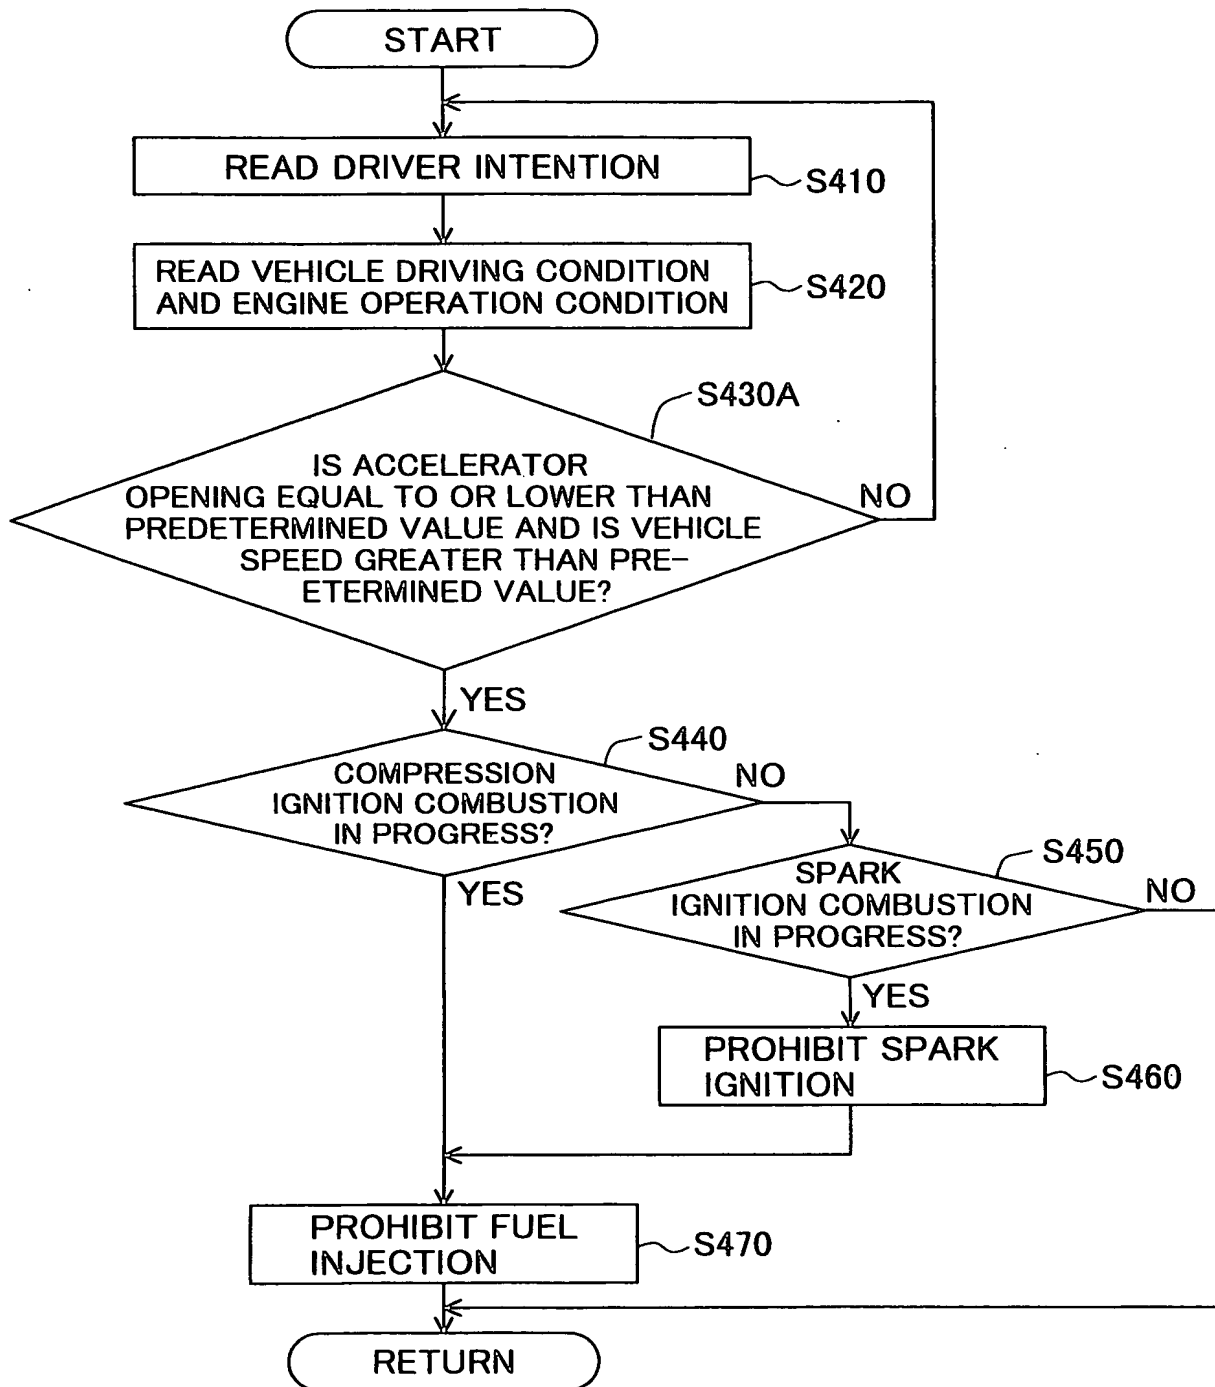 START
READ DRIVER INTENTION
S410
READ VEHICLE DRIVING CONDITION
AND ENGINE OPERATION CONDITION
S420
S430A
IS ACCELERATOR
OPENING EQUAL TO OR LOWER THAN
PREDETERMINED VALUE AND IS VEHICLE
SPEED GREATER THAN PRE-
ETERMINED VALUE?
NO
YES
S440
COMPRESSION
IGNITION COMBUSTION
IN PROGRESS?
NO
YES
S450
SPARK
IGNITION COMBUSTION
IN PROGRESS?
NO
YES
PROHIBIT SPARK
IGNITION
S460
PROHIBIT FUEL
INJECTION
S470
RETURN